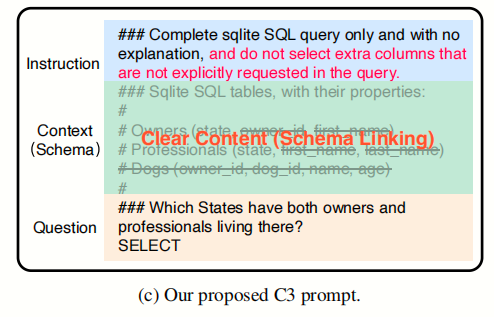 Instruction
### Complete sqlite SQL query only and with no
explanation, and do not select extra columns that
are not explicitly requested in the query.
Context
(Schema)
### Sqlite SQL tables, with their properties:
#
# Owners (state, owner_id, first_name)
Clear Content (Schema Linking)
# Professionals (state, first_name, last_name)
# Dogs (owner_id, dog_id, name, age)
#
Question
### Which States have both owners and
professionals living there?
SELECT
(c) Our proposed C3 prompt.